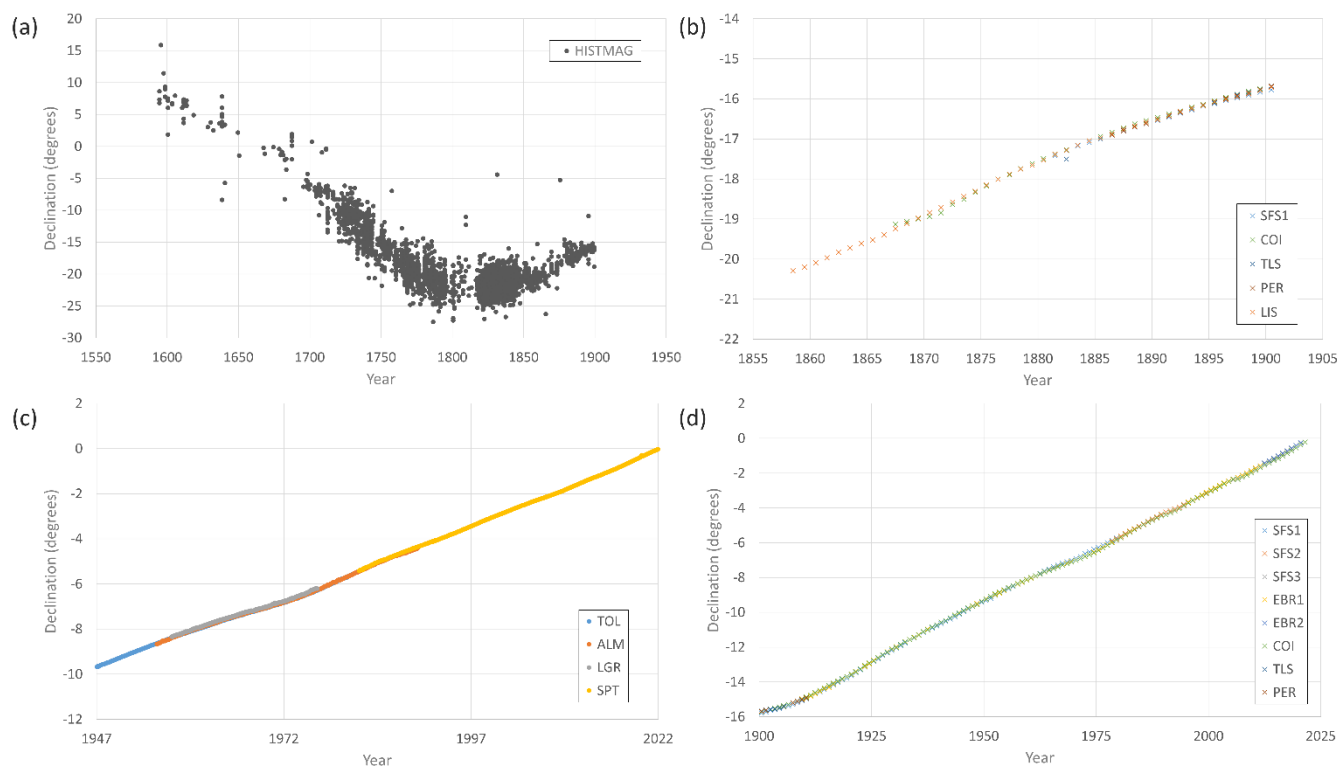 (a)
20
15
10
5
0
-5
-10
-15
-20
-25
-30
Declination (degrees)
HISTMAG
1550 1600 1650 1700 1750 1800 1850 1900 1950
Year
(b)
-14
-15
-16
-17
-18
-19
-20
-21
-22
Declination (degrees)
SFS1
COI
TLS
PER
LIS
1855 1860 1865 1870 1875 1880 1885 1890 1895 1900 1905
Year
(c)
2
0
-2
-4
-6
-8
-10
-12
Declination (degrees)
TOL
ALM
LGR
SPT
1947 1972 1997 2022
Year
(d)
2
0
-2
-4
-6
-8
-10
-12
-14
-16
Declination (degrees)
SFS1
SFS2
SFS3
EBR1
EBR2
COI
TLS
PER
1900 1925 1950 1975 2000 2025
Year